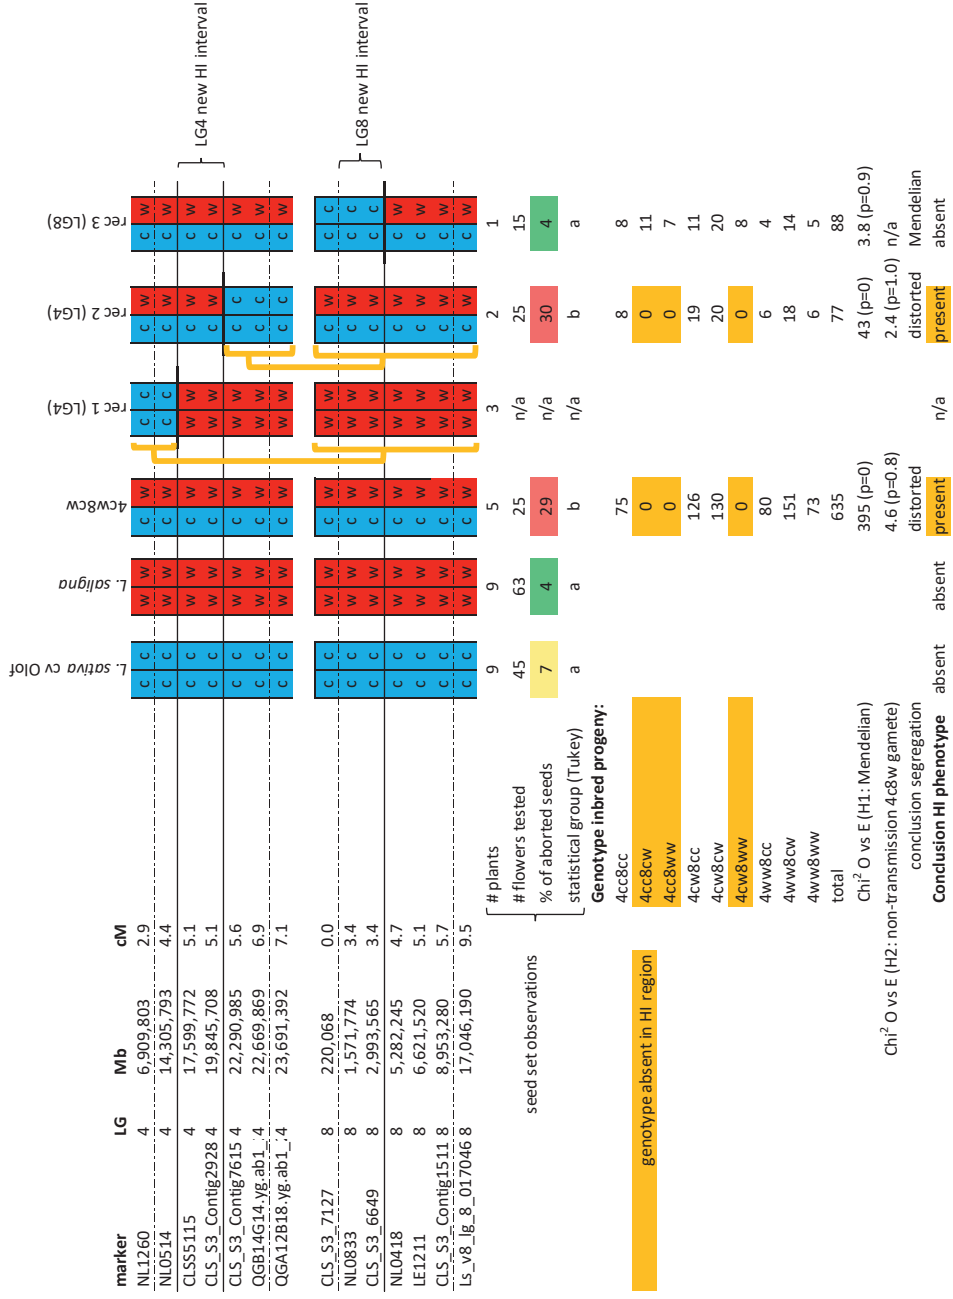 L. sativa cv Olof
L. saligna
4cw8cw
rec 1 (LG4)
rec 2 (LG4)
rec 3 (LG8)
marker LG Mb cM
NL1260 4 6,909,803 2.9 c c w w c w c c c w c w
NL0514 4 14,305,793 4.4 c c w w c w c c c w c w
CLSS5115 4 17,599,772 5.1 c c w w c w w w c w c w
LG4 new HI interval
CLS_S3_Contig2928 4 19,845,708 5.1 c c w w c w w w c w c w
CLS_S3_Contig7615 4 22,290,985 5.6 c c w w c w w w c c c w
QGB14G14.yg.ab1_ 4 22,669,869 6.9 c c w w c w w w c c c w
QGA12B18.yg.ab1_ 4 23,691,392 7.1 c c w w c w w w c c c w
CLS_S3_7127 8 220,068 0.0 c c w w c w w w c w c c
NL0833 8 1,571,774 3.4 c c w w c w w w c w c c
LG8 new HI interval
CLS_S3_6649 8 2,993,565 3.4 c c w w c w w w c w c c
NL0418 8 5,282,245 4.7 c c w w c w w w c w c w
LE1211 8 6,621,520 5.1 c c w w c w w w c w c w
CLS_S3_Contig1511 8 8,953,280 5.7 c c w w c w w w c w c w
Ls_v8_lg_8_017046 8 17,046,190 9.5 c c w w c w w w c w c w
# plants 9 9 5 3 2 1
# flowers tested 45 63 25 n/a 25 15
seed set observations
% of aborted seeds 7 4 29 n/a 30 4
statistical group (Tukey) a a b n/a b a
Genotype inbred progeny:
4cc8cc 75 8 8
genotype absent in HI region
4cc8cw 0 0 11
4cc8ww 0 0 7
4cw8cc 126 19 11
4cw8cw 130 20 20
4cw8ww 0 0 8
4ww8cc 80 6 4
4ww8cw 151 18 14
4ww8ww 73 6 5
total 635 77 88
Chi² O vs E (H1: Mendelian) 395 (p=0) 43 (p=0) 3.8 (p=0.9)
Chi² O vs E (H2: non-transmission 4c8w gamete) 4.6 (p=0.8) 2.4 (p=1.0) n/a
conclusion segregation distorted distorted Mendelian
Conclusion HI phenotype absent absent present n/a present absent